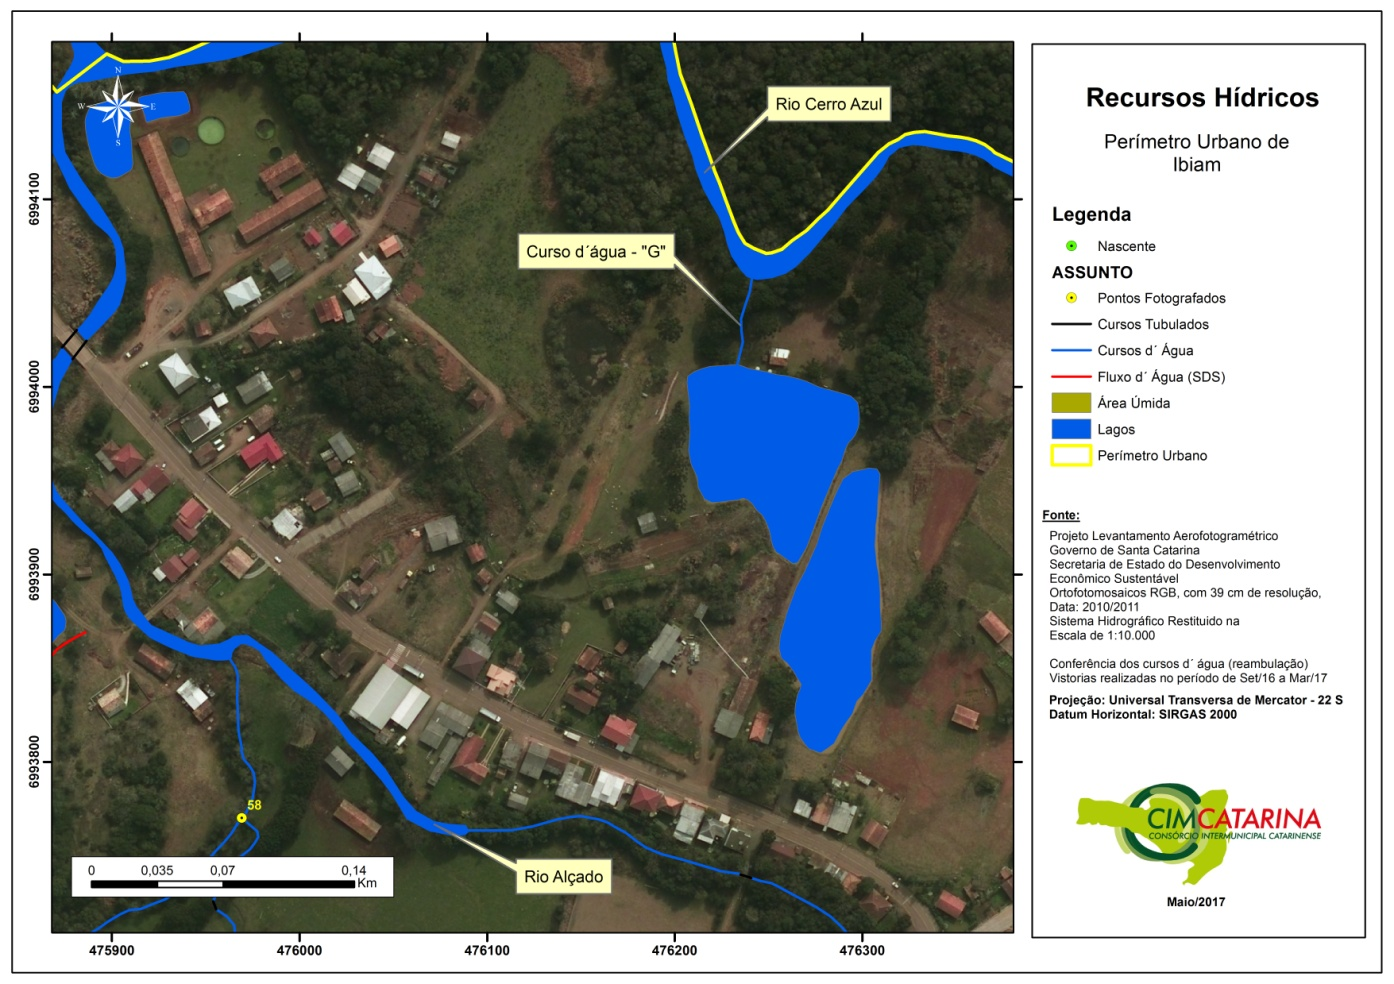 Recursos Hídricos
Perímetro Urbano de
Ibiam
Legenda
Nascente
ASSUNTO
Pontos Fotografados
Cursos Tubulados
Cursos d´ Água
Fluxo d´ Água (SDS)
Área Úmida
Lagos
Perímetro Urbano
Fonte:
Projeto Levantamento Aerofotogramétrico
Governo de Santa Catarina
Secretaria de Estado do Desenvolvimento
Econômico Sustentável
Ortofotomosaicos RGB, com 39 cm de resolução,
Data: 2010/2011
Sistema Hidrográfico Restituido na
Escala de 1:10.000
Conferência dos cursos d´ água (reambulação)
Vistorias realizadas no período de Set/16 a Mar/17
Projeção: Universal Transversa de Mercator - 22 S
Datum Horizontal: SIRGAS 2000
CIMCATARINA
CONSÓRCIO INTERMUNICIPAL CATARINENSE
Maio/2017
N
W
E
S
Rio Cerro Azul
Curso d´água - "G"
58
Rio Alçado
0 0,035 0,07 0,14
Km
6994100
6994000
6993900
6993800
475900 476000 476100 476200 476300